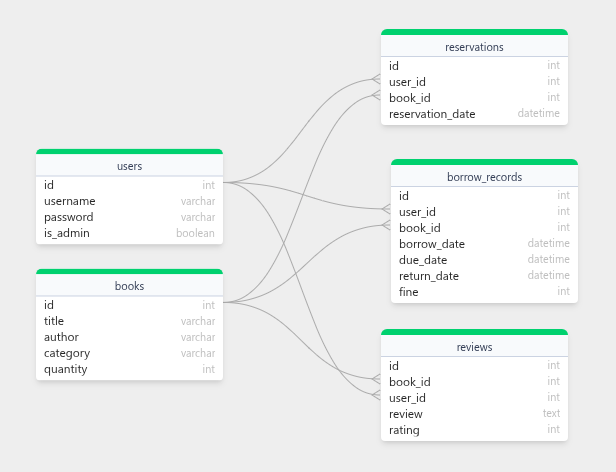 reservations
id int
user_id int
book_id int
reservation_date datetime
users
id int
username varchar
password varchar
is_admin boolean
borrow_records
id int
user_id int
book_id int
borrow_date datetime
due_date datetime
return_date datetime
fine int
books
id int
title varchar
author varchar
category varchar
quantity int
reviews
id int
book_id int
user_id int
review text
rating int